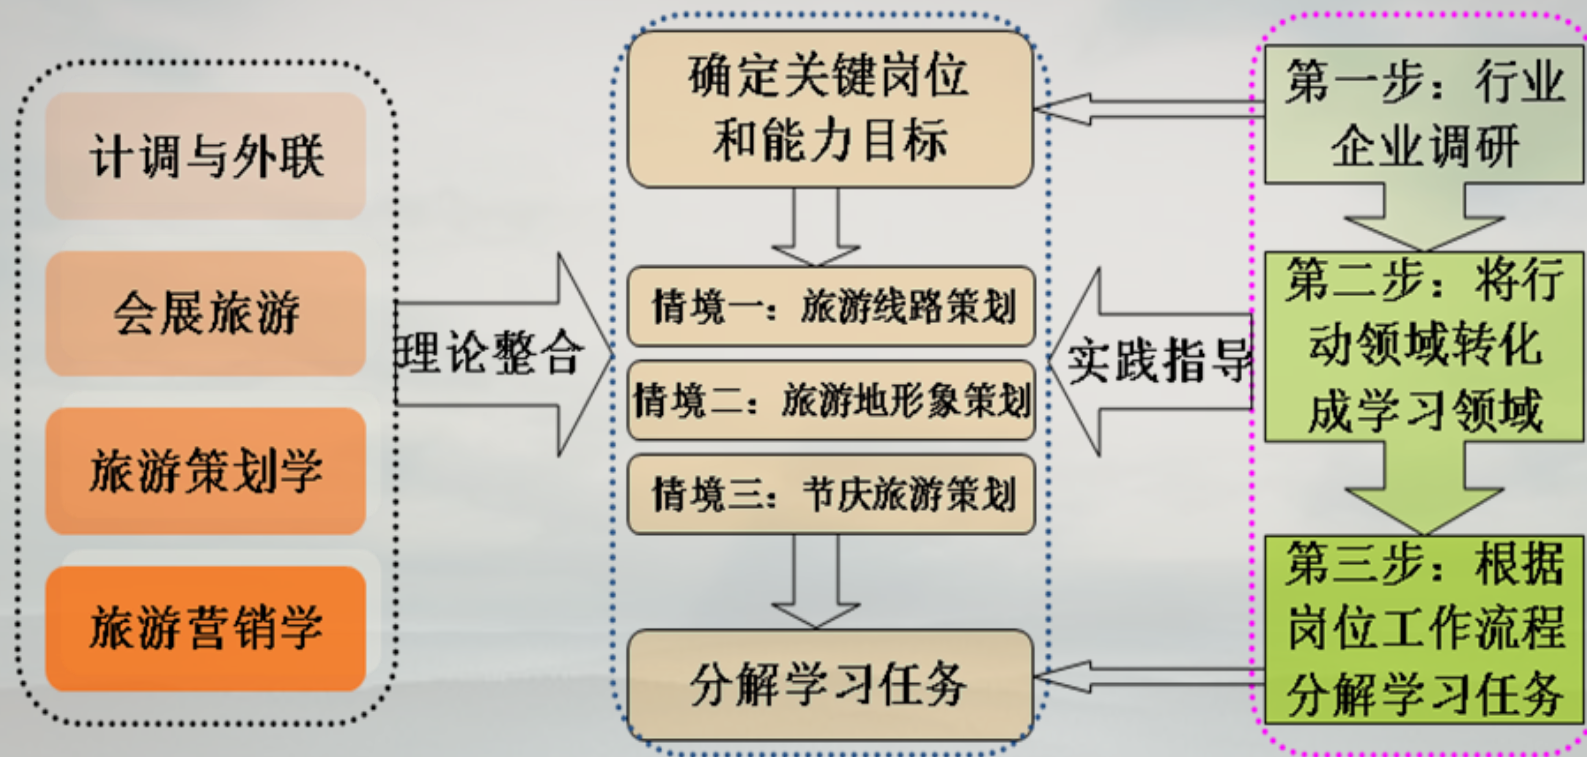 计调与外联
会展旅游
旅游策划学
旅游营销学
理论整合
确定关键岗位
和能力目标
情境一：旅游线路策划
情境二：旅游地形象策划
情境三：节庆旅游策划
分解学习任务
实践指导
第一步：行业
企业调研
第二步：将行
动领域转化
成学习领域
第三步：根据
岗位工作流程
分解学习任务